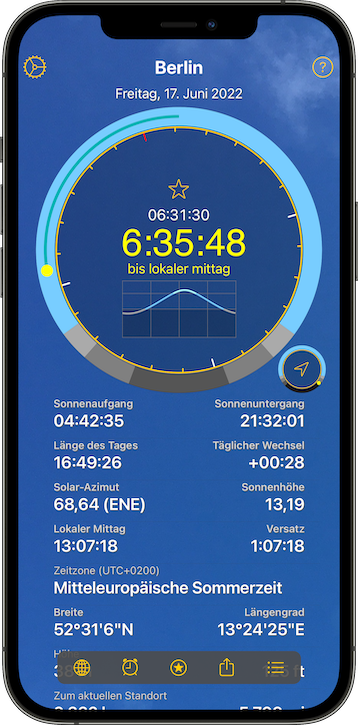 Berlin
?
Freitag, 17. Juni 2022
06:31:30
6:35:48
bis lokaler mittag
Sonnenaufgang Sonnenuntergang
04:42:35 21:32:01
Länge des Tages Täglicher Wechsel
16:49:26 +00:28
Solar-Azimut Sonnenhöhe
68,64 (ENE) 13,19
Lokaler Mittag Versatz
13:07:18 1:07:18
Zeitzone (UTC+0200)
Mitteleuropäische Sommerzeit
Breite Längengrad
52°31'6"N 13°24'25"E
Zum aktuellen Standort